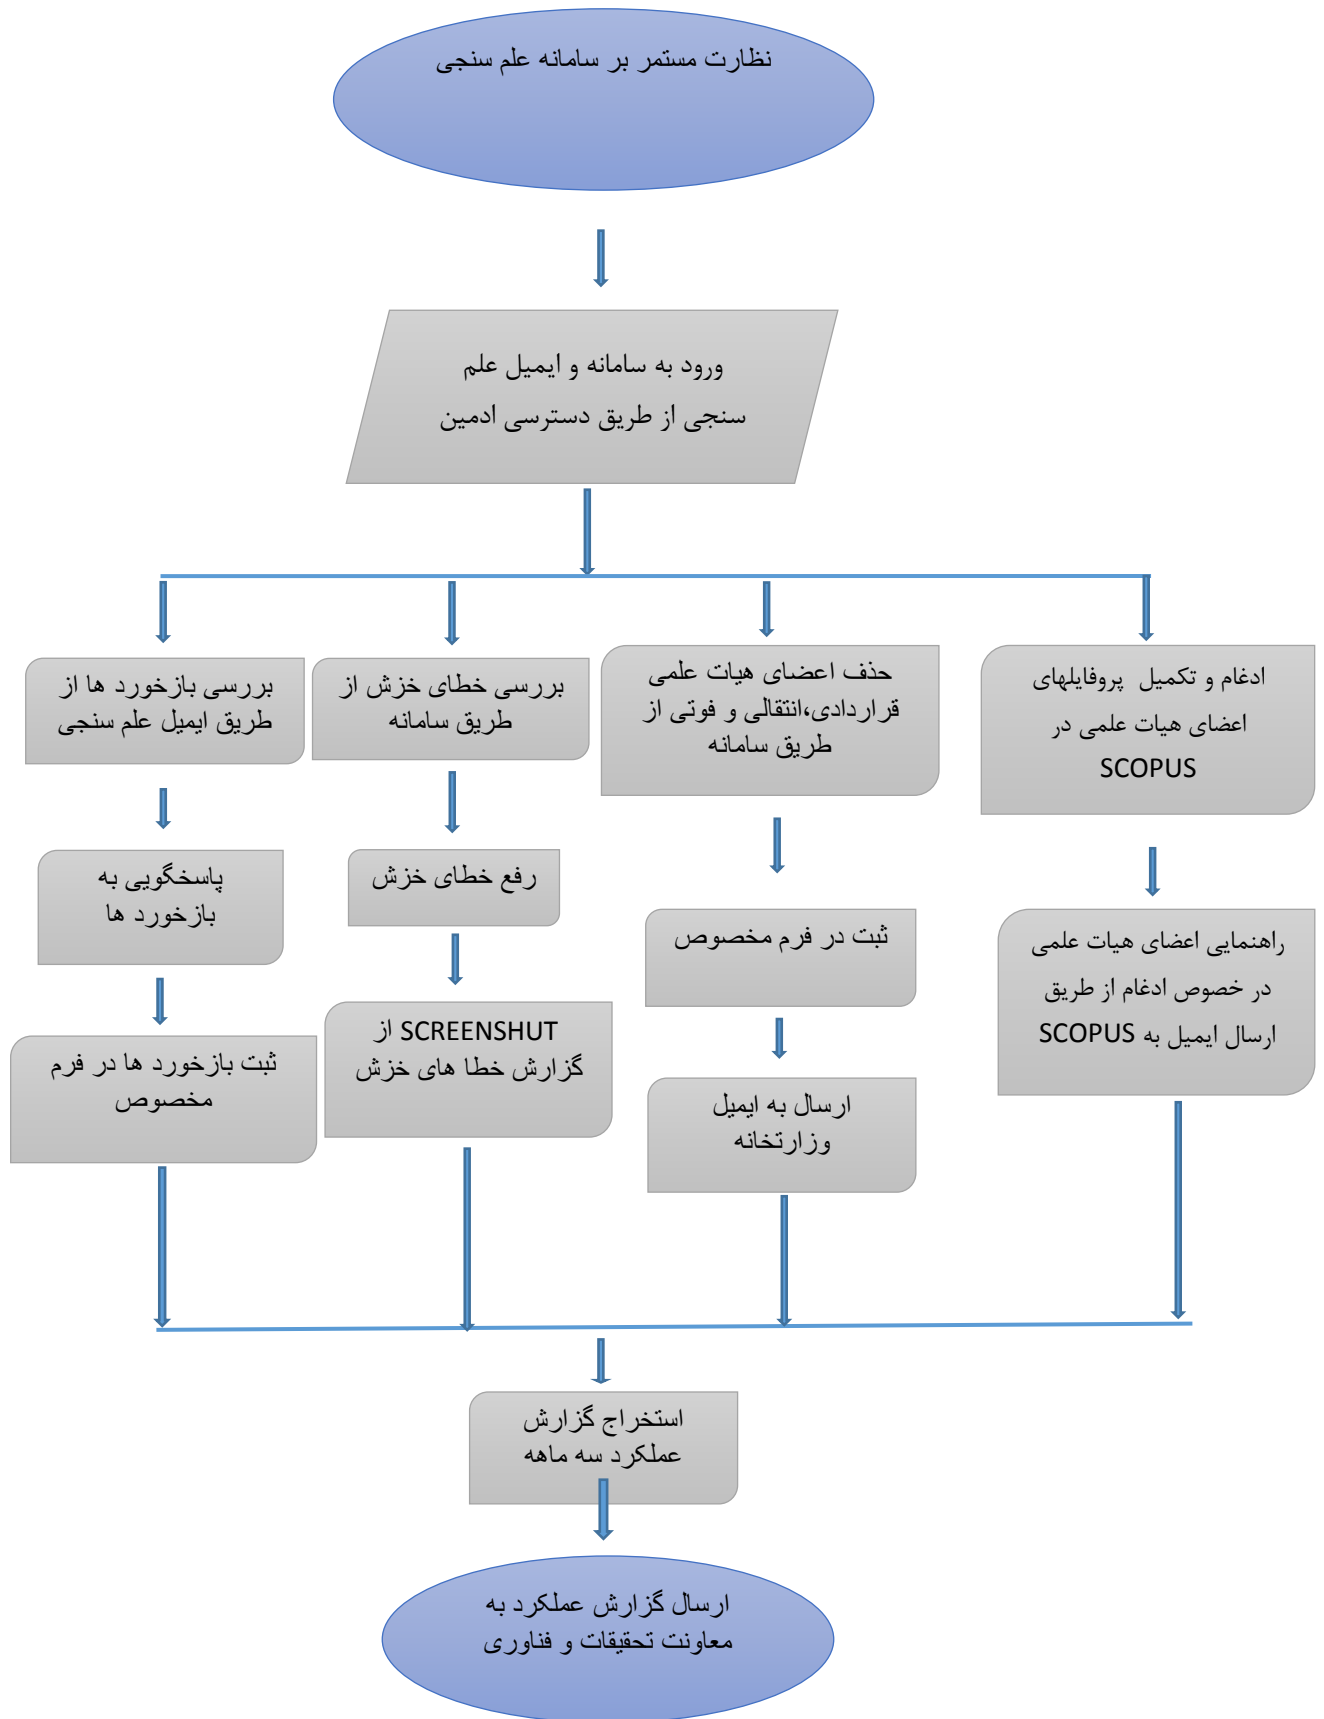 نظارت مستمر بر سامانه علم سنجی
ورود به سامانه و ایمیل علم
سنجی از طریق دسترسی ادمین
ادغام و تکمیل پروفایلهای
اعضای هیات علمی در
SCOPUS
راهنمایی اعضای هیات علمی
در خصوص ادغام از طریق
ارسال ایمیل به SCOPUS
حذف اعضای هیات علمی
قراردادی،انتقالی و فوتی از
طریق سامانه
ثبت در فرم مخصوص
ارسال به ایمیل
وزارتخانه
بررسی خطای خزش از
طریق سامانه
رفع خطای خزش
SCREENSHUT از
گزارش خطا های خزش
بررسی بازخورد ها از
طریق ایمیل علم سنجی
پاسخگویی به
بازخورد ها
ثبت بازخورد ها در فرم
مخصوص
استخراج گزارش
عملکرد سه ماهه
ارسال گزارش عملکرد به
معاونت تحقیقات و فناوری